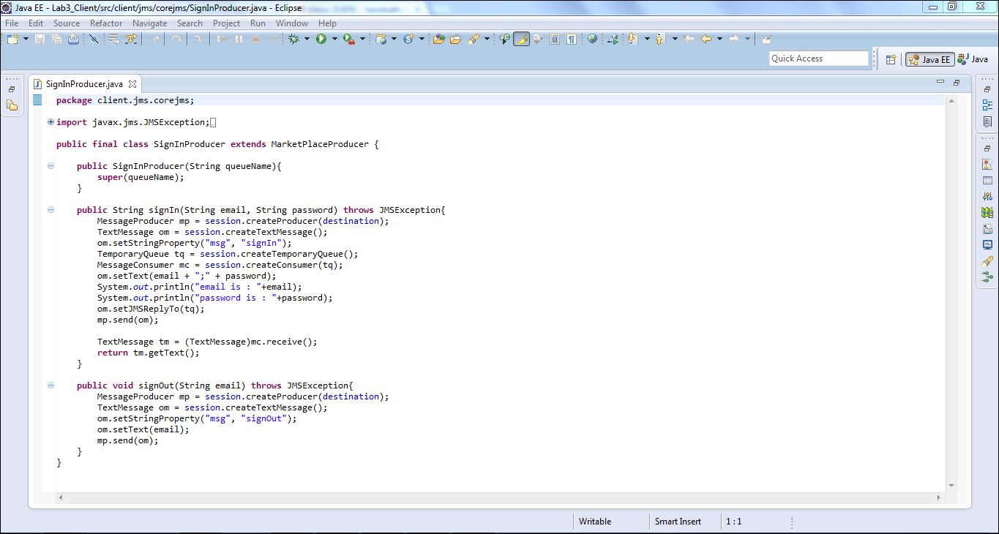 Java EE - Lab3_Client/src/client/jms/corejms/SignInProducer.java - Eclipse
File Edit Source Refactor Navigate Search Project Run Window Help
Quick Access
Java EE
Java
SignInProducer.java
package client.jms.corejms;
import javax.jms.JMSException;
public final class SignInProducer extends MarketPlaceProducer {
public SignInProducer(String queueName){
super(queueName);
}
public String signIn(String email, String password) throws JMSException{
MessageProducer mp = session.createProducer(destination);
TextMessage om = session.createTextMessage();
om.setStringProperty("msg", "signIn");
TemporaryQueue tq = session.createTemporaryQueue();
MessageConsumer mc = session.createConsumer(tq);
om.setText(email + ";" + password);
System.out.println("email is : "+email);
System.out.println("password is : "+password);
om.setJMSReplyTo(tq);
mp.send(om);
TextMessage tm = (TextMessage)mc.receive();
return tm.getText();
}
public void signOut(String email) throws JMSException{
MessageProducer mp = session.createProducer(destination);
TextMessage om = session.createTextMessage();
om.setStringProperty("msg", "signOut");
om.setText(email);
mp.send(om);
}
}
Writable Smart Insert 1 : 1